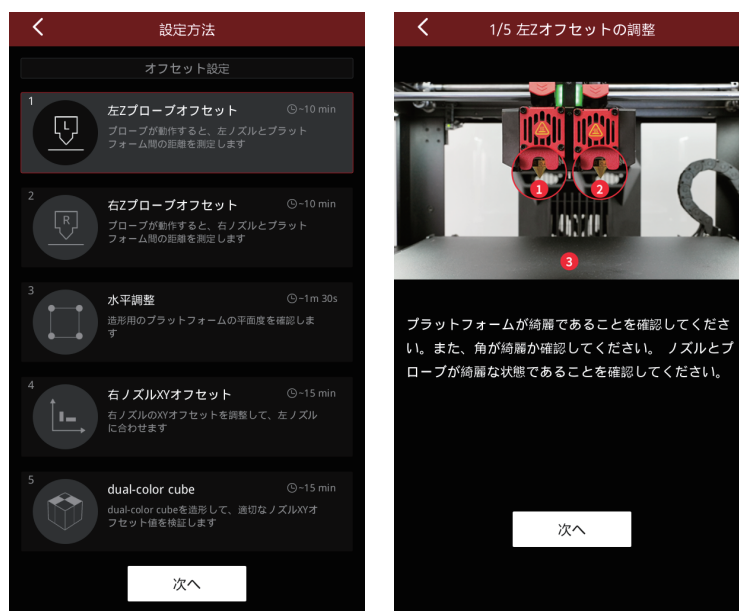 設定方法
オフセット設定
1
左Zプローブオフセット
~10 min
プローブが動作すると、左ノズルとプラット
フォーム間の距離を測定します
L
2
右Zプローブオフセット
~10 min
プローブが動作すると、右ノズルとプラット
フォーム間の距離を測定します
R
3
水平調整
~1m 30s
造形用のプラットフォームの平面度を確認しま
す
4
右ノズルXYオフセット
~15 min
右ノズルのXYオフセットを調整して、左ノズル
に合わせます
5
dual-color cube
~15 min
dual-color cubeを造形して、適切なノズルXYオ
フセット値を検証します
次へ
1/5 左Zオフセットの調整
1
2
3
プラットフォームが綺麗であることを確認してくださ
い。また、角が綺麗か確認してください。 ノズルとプ
ローブが綺麗な状態であることを確認してください。
次へ